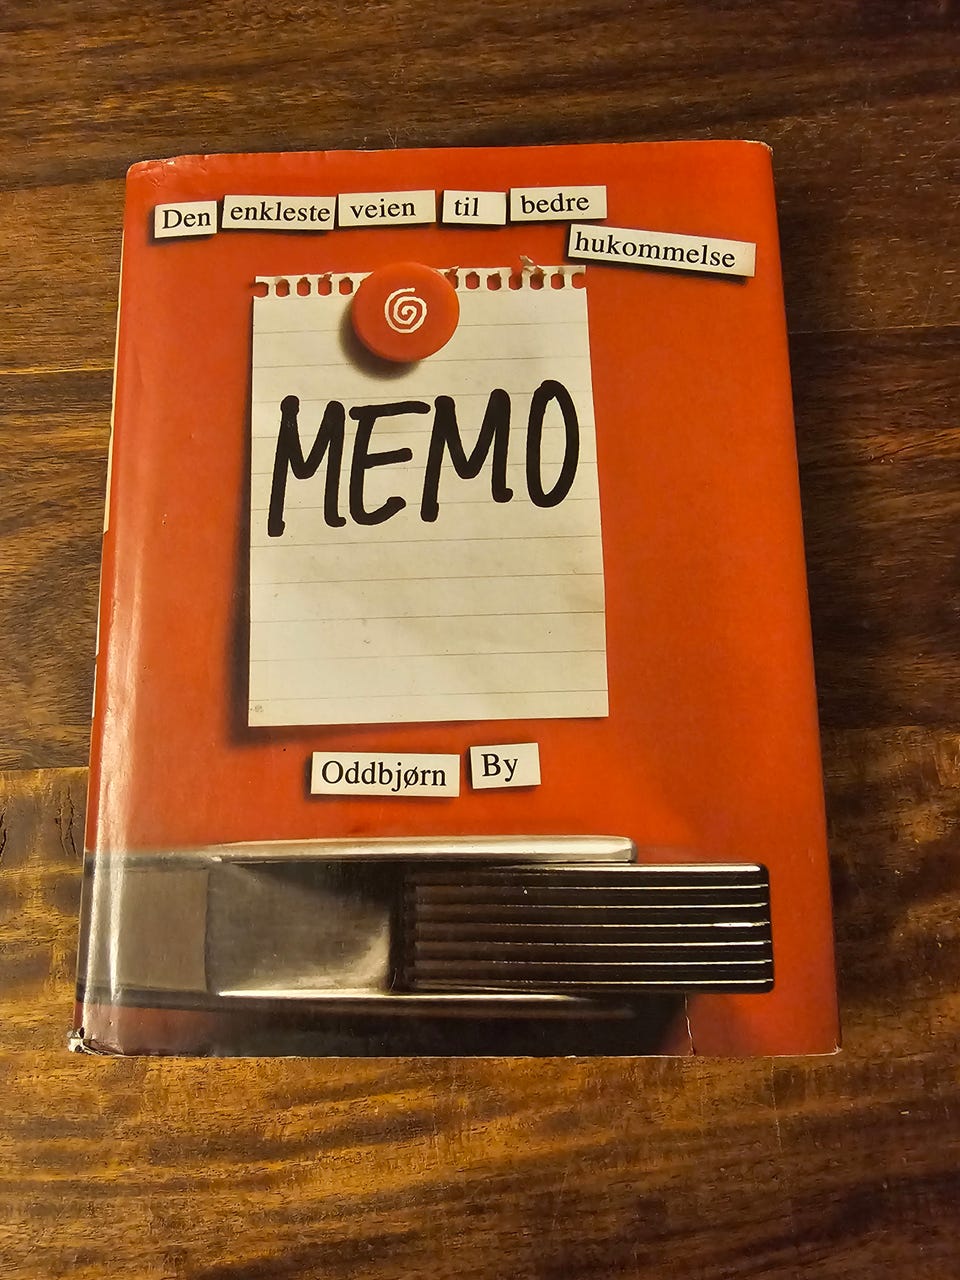 Den enkleste veien til bedre
hukommelse
MEMO
Oddbjørn By